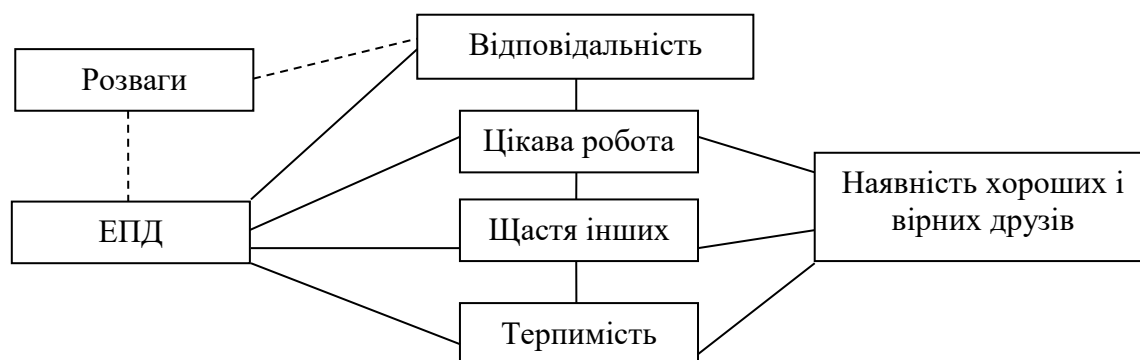 Відповідальність
Розваги
Цікава робота
Наявність хороших і
вірних друзів
ЕПД
Щастя інших
Терпимість